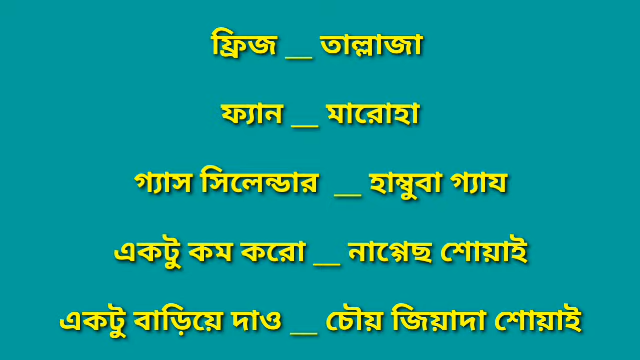 ফ্রিজ __ তাল্লাজা
ফ্যান __ মারোহা
গ্যাস সিলেন্ডার __ হাম্বুবা গ্যায
একটু কম করো __ নাগ্গেছ শোয়াই
একটু বাড়িয়ে দাও __ চৌয় জিয়াদা শোয়াই